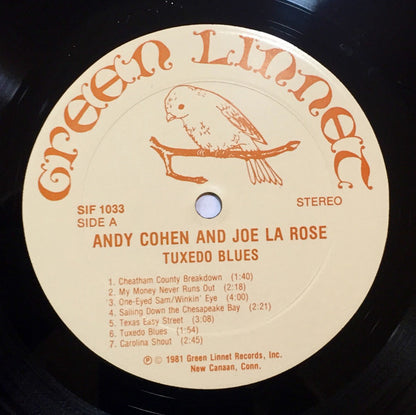 GREEN LINNET
SIF 1033
SIDE A
STEREO
ANDY COHEN AND JOE LA ROSE
TUXEDO BLUES
1. Cheatham County Breakdown (1:40)
2. My Money Never Runs Out (2:18)
3. One-Eyed Sam/Winkin' Eye (4:00)
4. Sailing Down the Chesapeake Bay (2:21)
5. Texas Easy Street (3:08)
6. Tuxedo Blues (1:54)
7. Carolina Shout (2:45)
℗ © 1981 Green Linnet Records, Inc.
New Canaan, Conn.